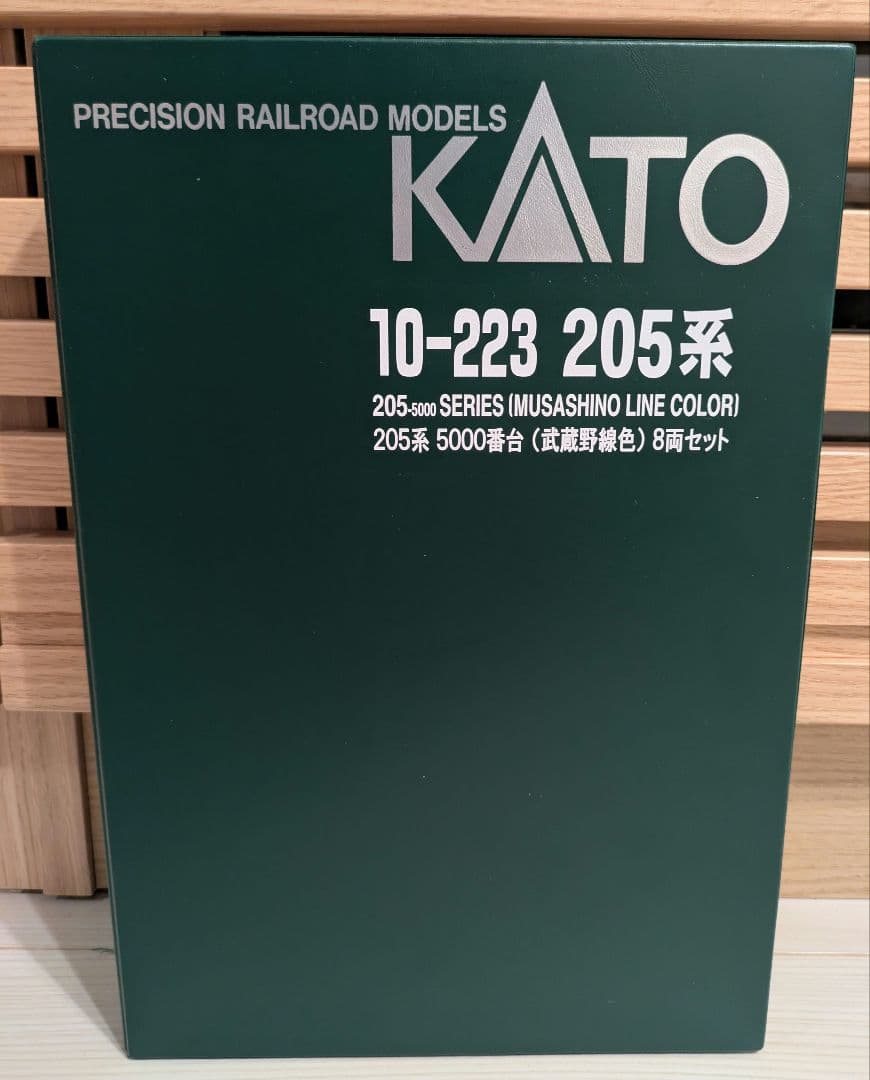 PRECISION RAILROAD MODELS
KATO
10-223 205系
205-5000 SERIES (MUSASHINO LINE COLOR)
205系 5000番台 (武蔵野線色) 8両セット